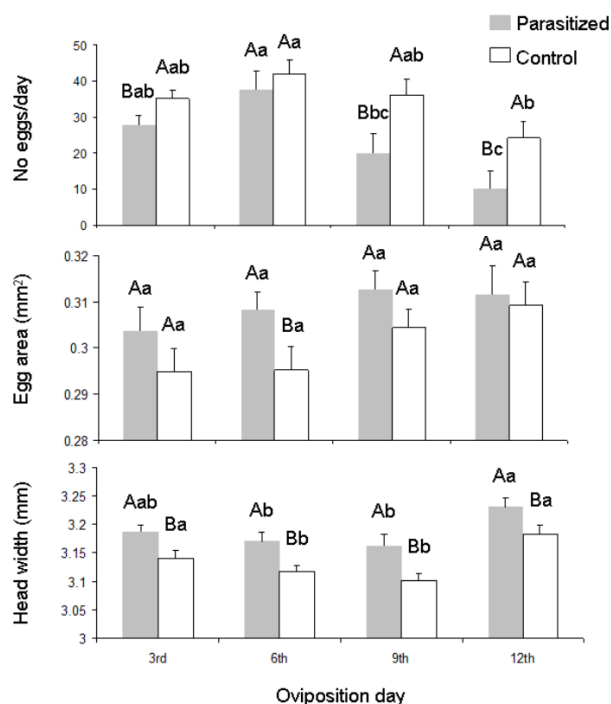 Parasitized
Control
No eggs/day
50
40
30
20
10
0
Bab Aab Aa Aa Bbc Aab Bc Ab
Egg area (mm²)
0.32
0.31
0.3
0.29
0.28
Aa Aa Aa Ba Aa Aa Aa Aa
Head width (mm)
3.3
3.25
3.2
3.15
3.1
3.05
3
Aab Ba Ab Bb Ab Bb Aa Ba
3rd 6th 9th 12th
Oviposition day